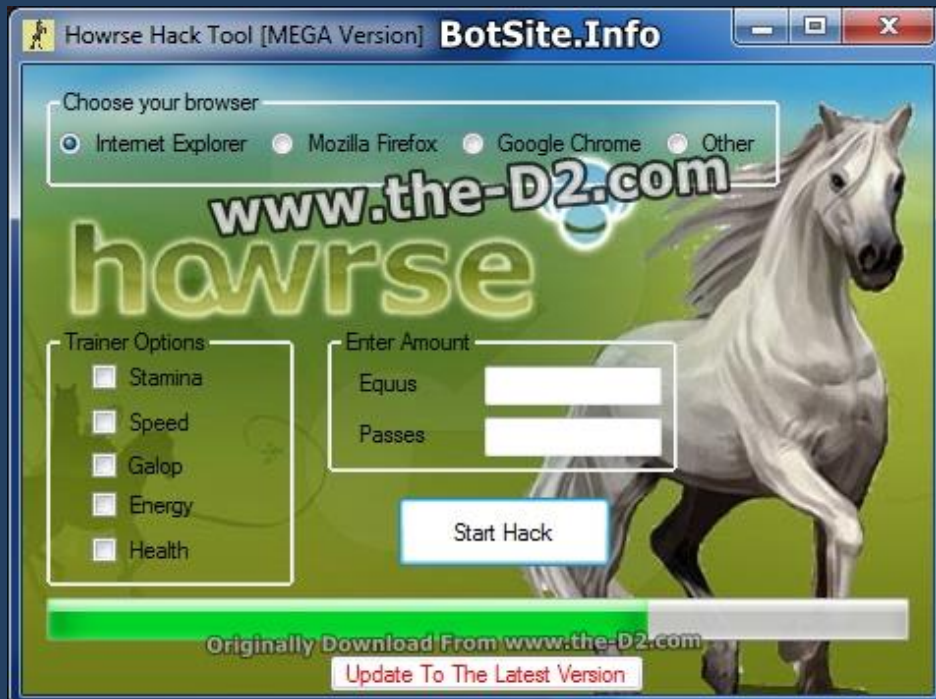 Howrse Hack Tool [MEGA Version] BotSite.Info
Choose your browser
Internet Explorer Mozilla Firefox Google Chrome Other
www.the-D2.com
howrse
Trainer Options
Stamina
Speed
Galop
Energy
Health
Enter Amount
Equus
Passes
Start Hack
Originally Download From www.the-D2.com
Update To The Latest Version